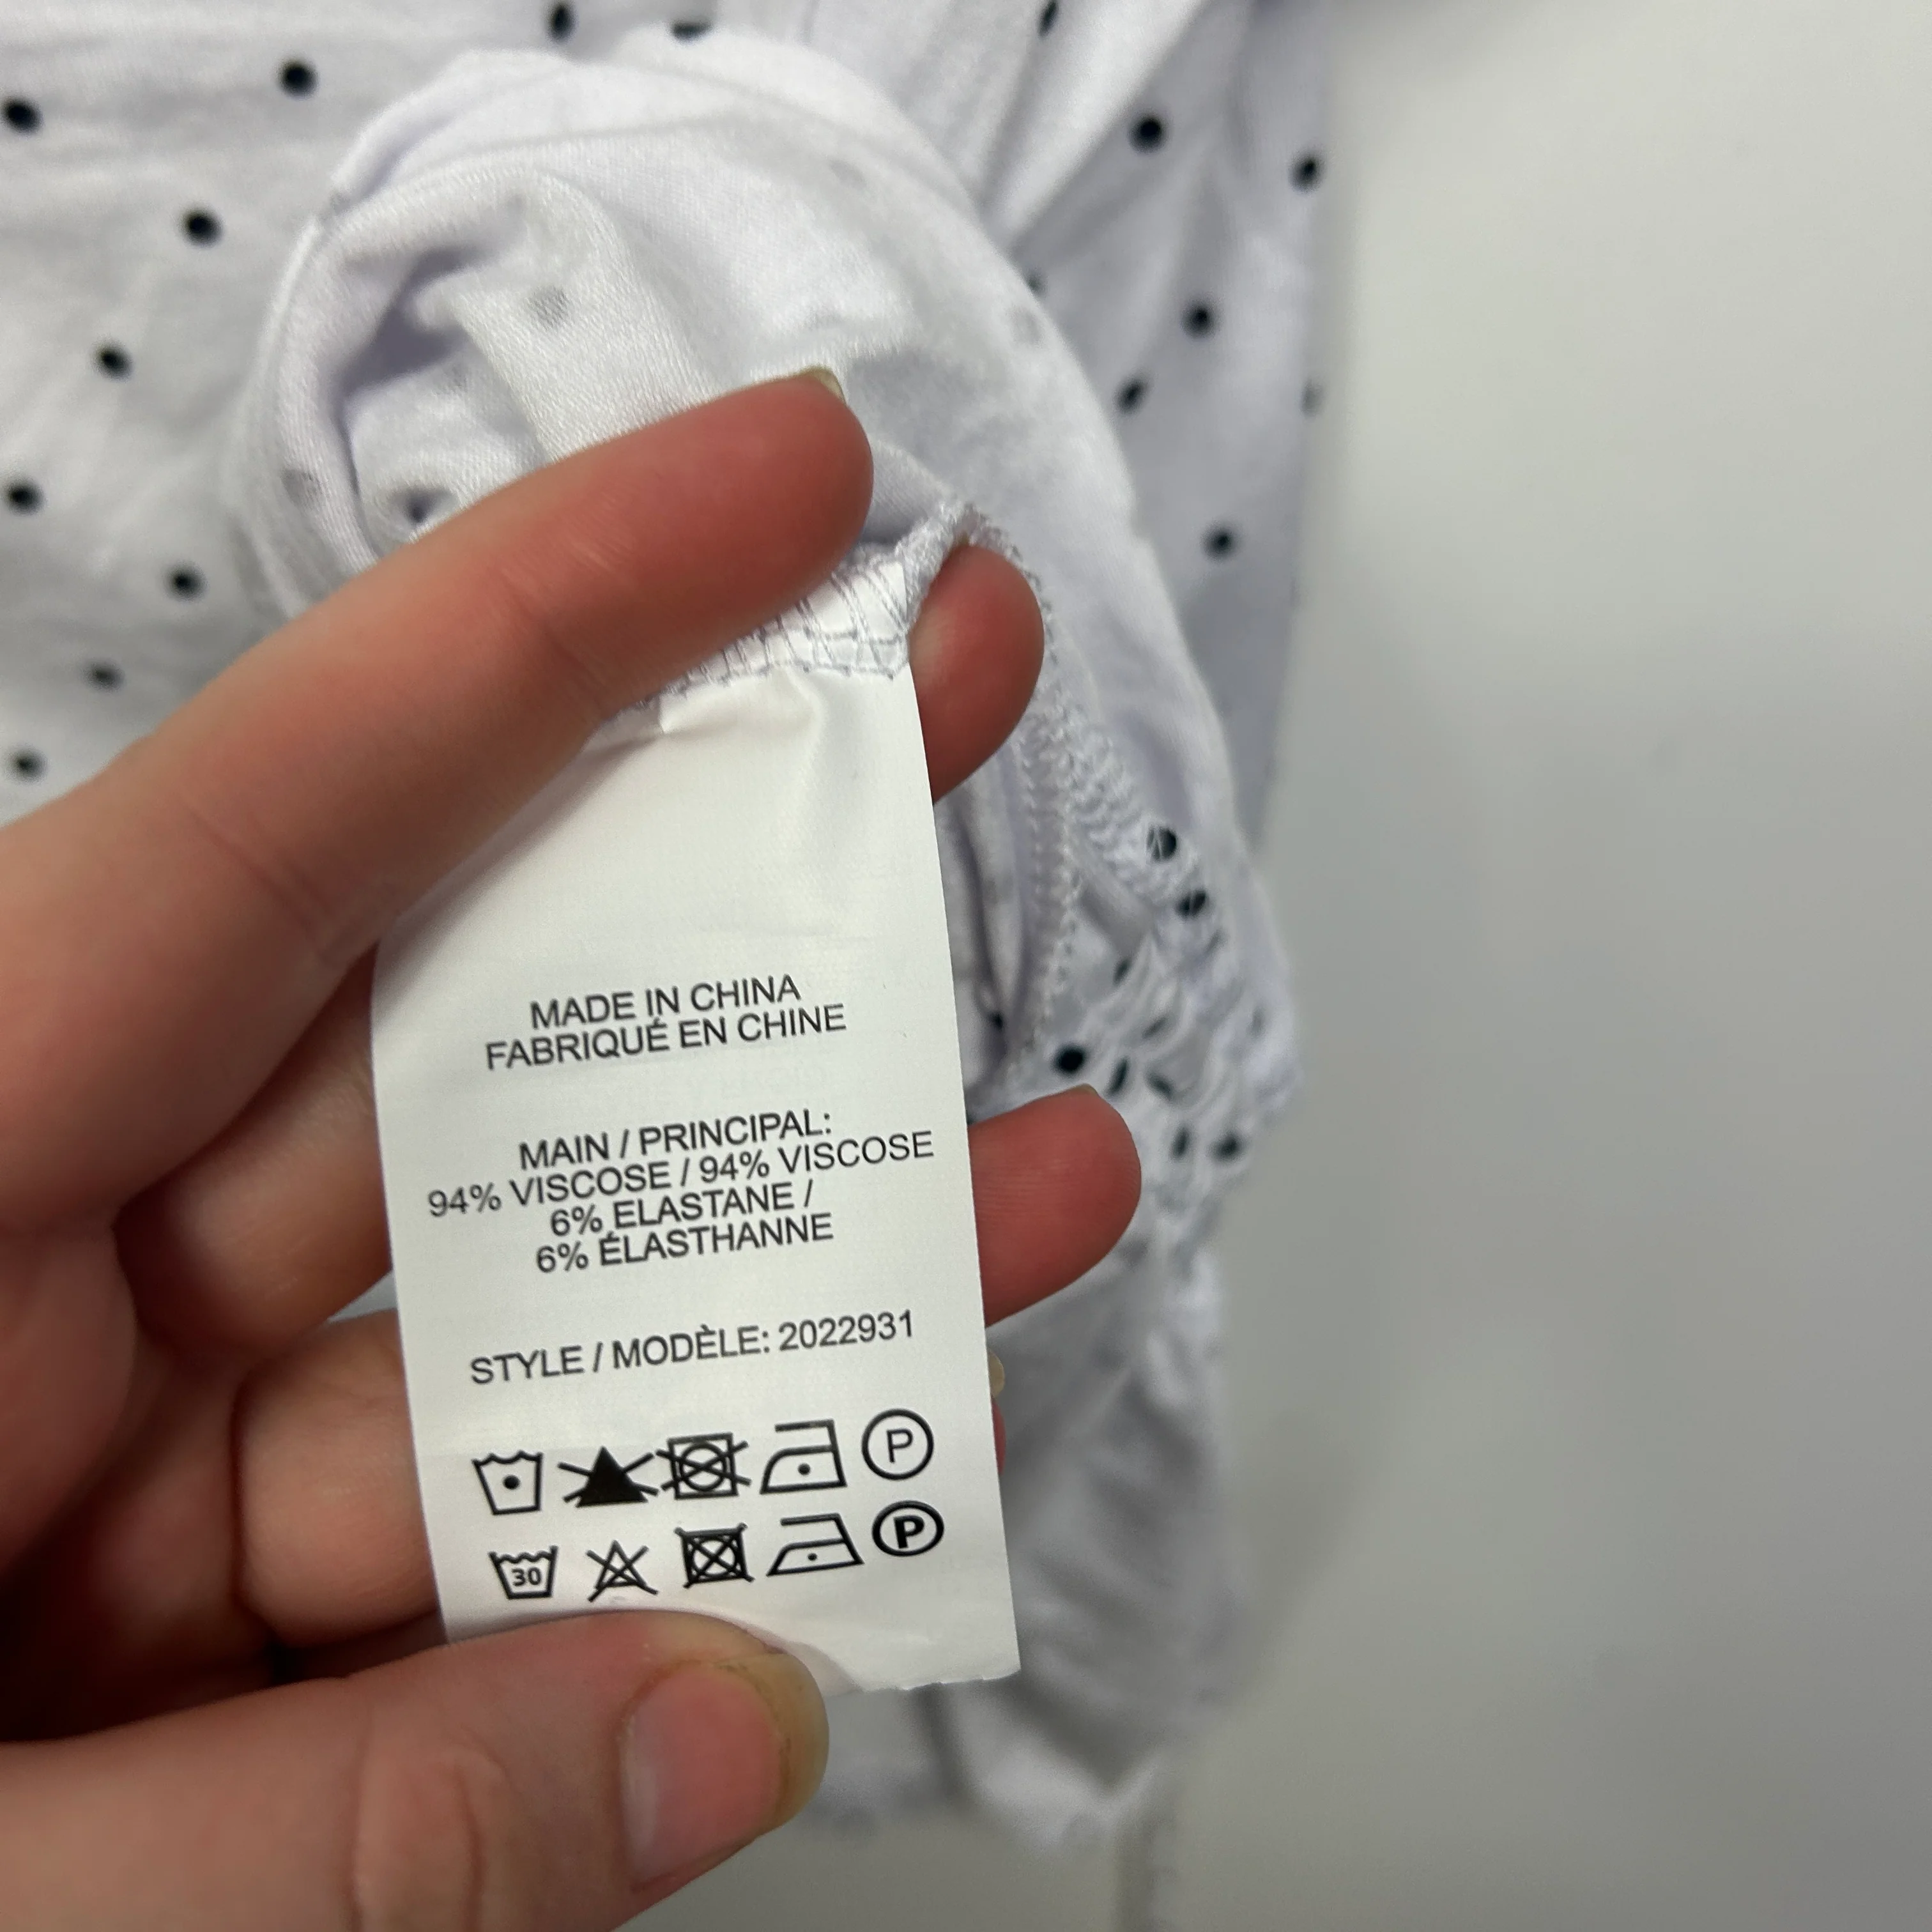 MADE IN CHINA
FABRIQUÉ EN CHINE
MAIN / PRINCIPAL:
94% VISCOSE / 94% VISCOSE
6% ELASTANE /
6% ÉLASTHANNE
STYLE / MODÈLE: 2022931
P
30 P